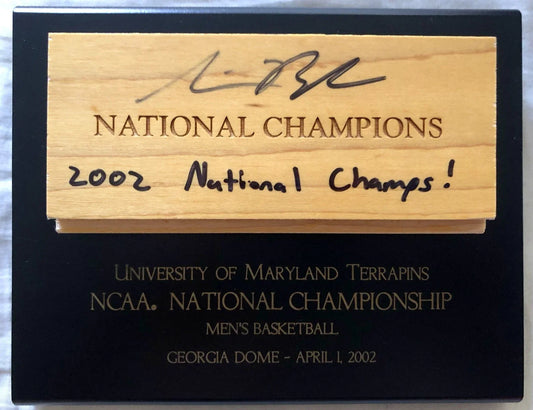 NATIONAL CHAMPIONS
2002 National Champs!
UNIVERSITY OF MARYLAND TERRAPINS
NCAA® NATIONAL CHAMPIONSHIP
MEN'S BASKETBALL
GEORGIA DOME – APRIL 1, 2002